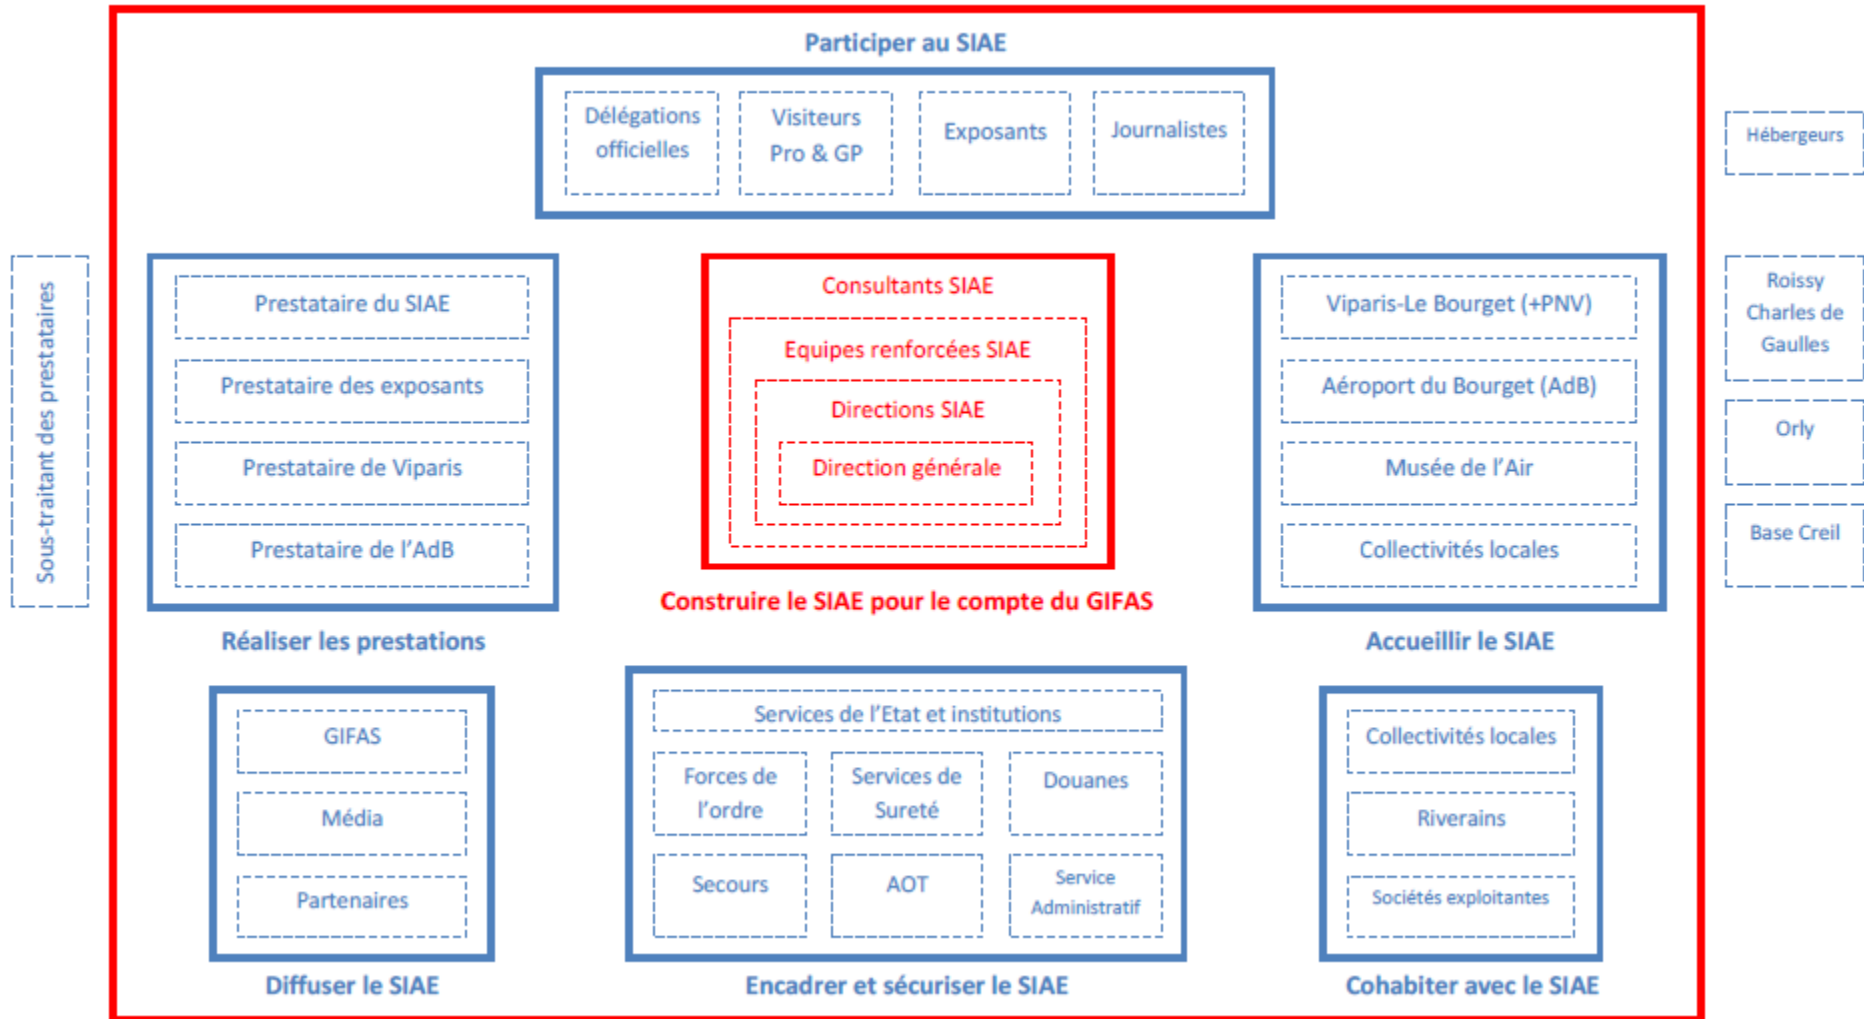 Participer au SIAE
Délégations
officielles
Visiteurs
Pro & GP
Exposants
Journalistes
Hébergeurs
Sous-traitant des prestataires
Prestataire du SIAE
Prestataire des exposants
Prestataire de Viparis
Prestataire de l'AdB
Réaliser les prestations
Consultants SIAE
Equipes renforcées SIAE
Directions SIAE
Direction générale
Construire le SIAE pour le compte du GIFAS
Viparis-Le Bourget (+PNV)
Aéroport du Bourget (AdB)
Musée de l'Air
Collectivités locales
Accueillir le SIAE
Roissy
Charles de
Gaulles
Orly
Base Creil
GIFAS
Média
Partenaires
Diffuser le SIAE
Services de l'Etat et institutions
Forces de
l'ordre
Services de
Sureté
Douanes
Secours
AOT
Service
Administratif
Encadrer et sécuriser le SIAE
Collectivités locales
Riverains
Sociétés exploitantes
Cohabiter avec le SIAE